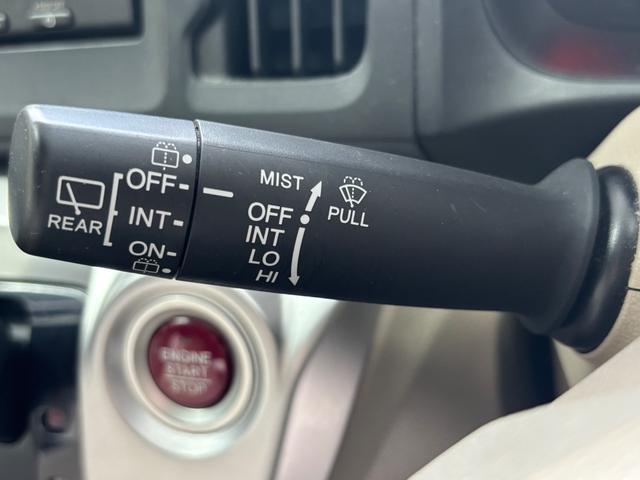 REAR
OFF
INT
ON
MIST
OFF
INT
LO
HI
PULL
ENGINE
START
STOP